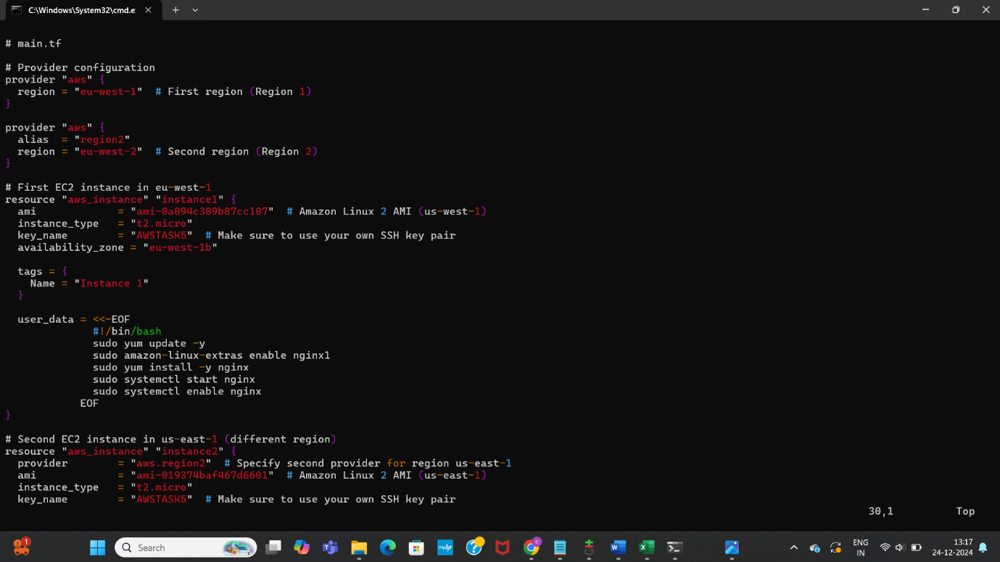 C:\Windows\System32\cmd.e
# main.tf
# Provider configuration
provider "aws" {
  region = "eu-west-1"  # First region (Region 1)
}
provider "aws" {
  alias  = "region2"
  region = "eu-west-2"  # Second region (Region 2)
}
# First EC2 instance in eu-west-1
resource "aws_instance" "instance1" {
  ami             = "ami-0a094c309b87cc107"  # Amazon Linux 2 AMI (us-west-1)
  instance_type   = "t2.micro"
  key_name        = "AWSTASK5"  # Make sure to use your own SSH key pair
  availability_zone = "eu-west-1b"
  tags = {
    Name = "Instance 1"
  }
  user_data = <<-EOF
              #!/bin/bash
              sudo yum update -y
              sudo amazon-linux-extras enable nginx1
              sudo yum install -y nginx
              sudo systemctl start nginx
              sudo systemctl enable nginx
            EOF
}
# Second EC2 instance in us-east-1 (different region)
resource "aws_instance" "instance2" {
  provider        = "aws.region2"  # Specify second provider for region us-east-1
  ami             = "ami-019374baf467d6601"  # Amazon Linux 2 AMI (us-east-1)
  instance_type   = "t2.micro"
  key_name        = "AWSTASK5"  # Make sure to use your own SSH key pair
30,1 Top
1
Search
myhp
ENG
IN
13:17
24-12-2024